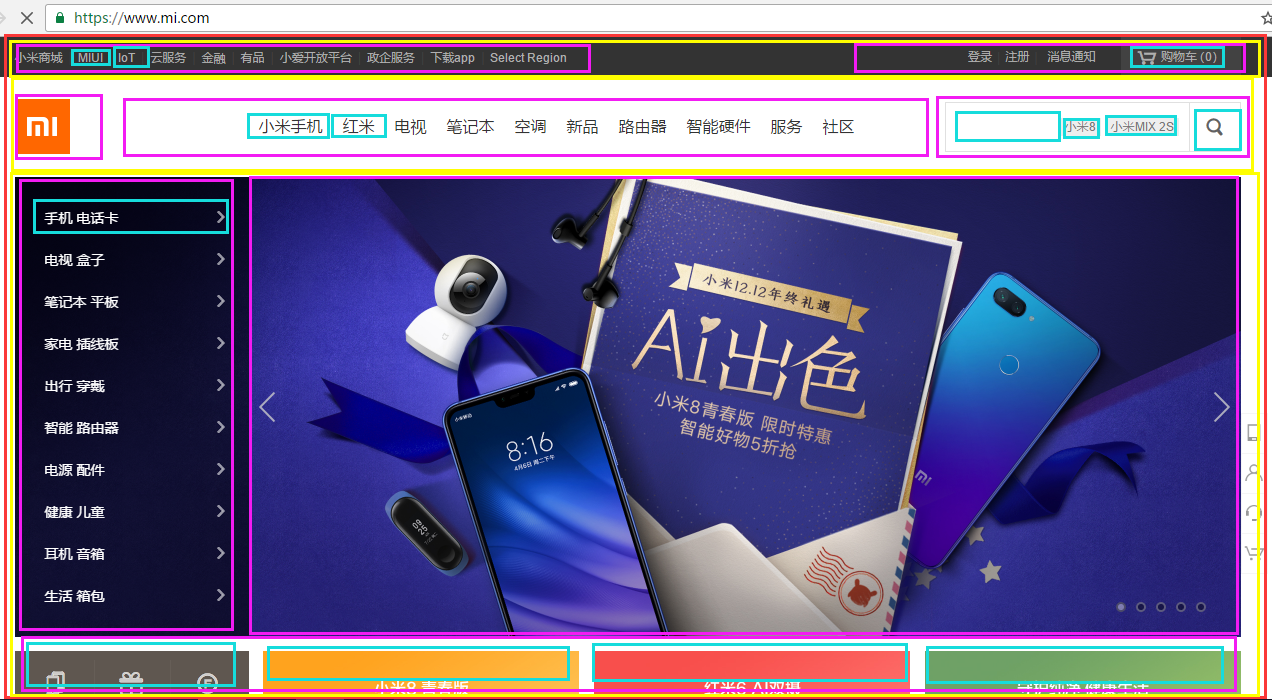 https://www.mi.com
小米商城 MIUI IoT 云服务 金融 有品 小爱开放平台 政企服务 下载app Select Region 登录 注册 消息通知 购物车 (0)
小米手机 红米 电视 笔记本 空调 新品 路由器 智能硬件 服务 社区 小米8 小米MIX 2S
手机 电话卡
电视 盒子
笔记本 平板
家电 插线板
出行 穿戴
智能 路由器
电源 配件
健康 儿童
耳机 音箱
生活 箱包
小米12.12年终礼遇
Ai出色
小米8青春版 限时特惠
智能好物5折抢
小米移动
8:16
4月6日 周二下午
09
25
MI
小米8 青春版 红米6 AI双摄